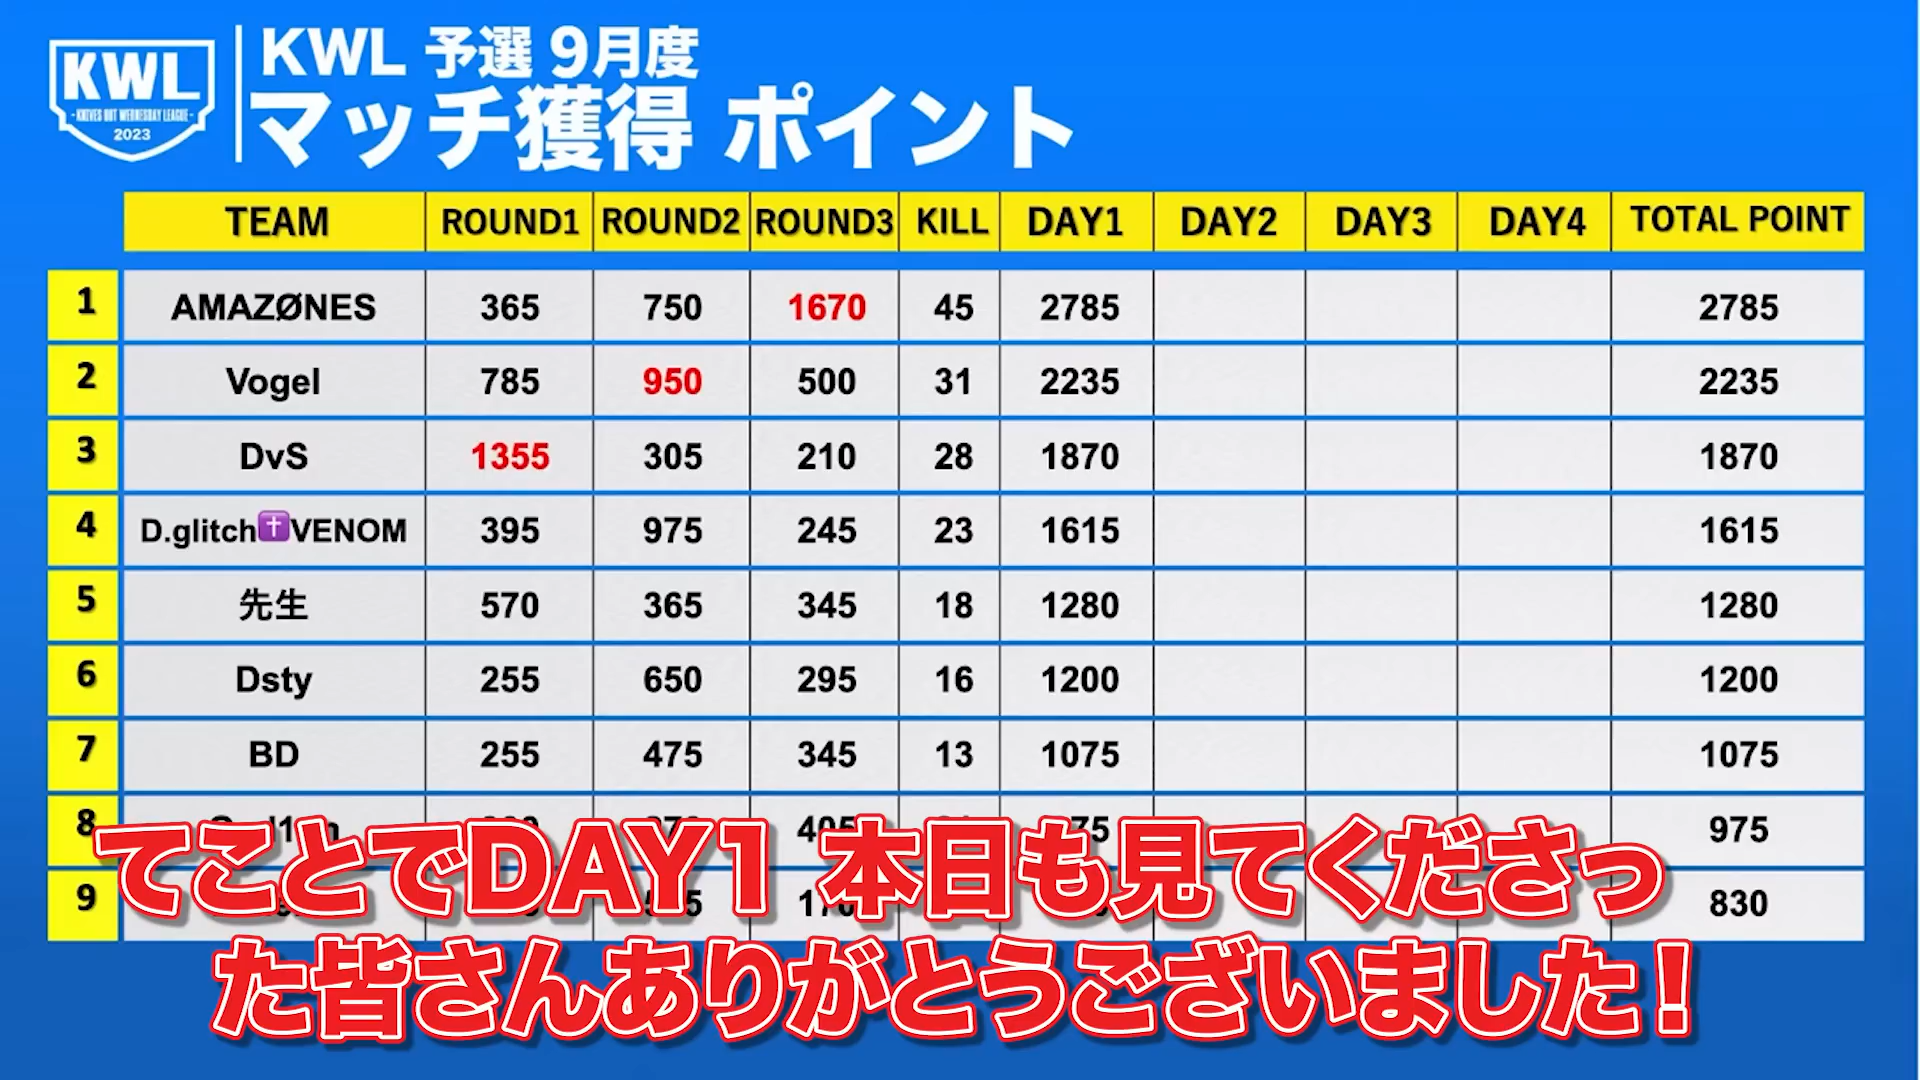 KWL
- KNIVES OUT WEDNESDAY LEAGUE -
2023
KWL 予選 9月度
マッチ獲得 ポイント
TEAM ROUND1 ROUND2 ROUND3 KILL DAY1 DAY2 DAY3 DAY4 TOTAL POINT
1 AMAZØNES 365 750 1670 45 2785 2785
2 Vogel 785 950 500 31 2235 2235
3 DvS 1355 305 210 28 1870 1870
4 D.glitch✝️VENOM 395 975 245 23 1615 1615
5 先生 570 365 345 18 1280 1280
6 Dsty 255 650 295 16 1200 1200
7 BD 255 475 345 13 1075 1075
8 405 975
9 170 830
てことでDAY1 本日も見てくださっ
た皆さんありがとうございました！